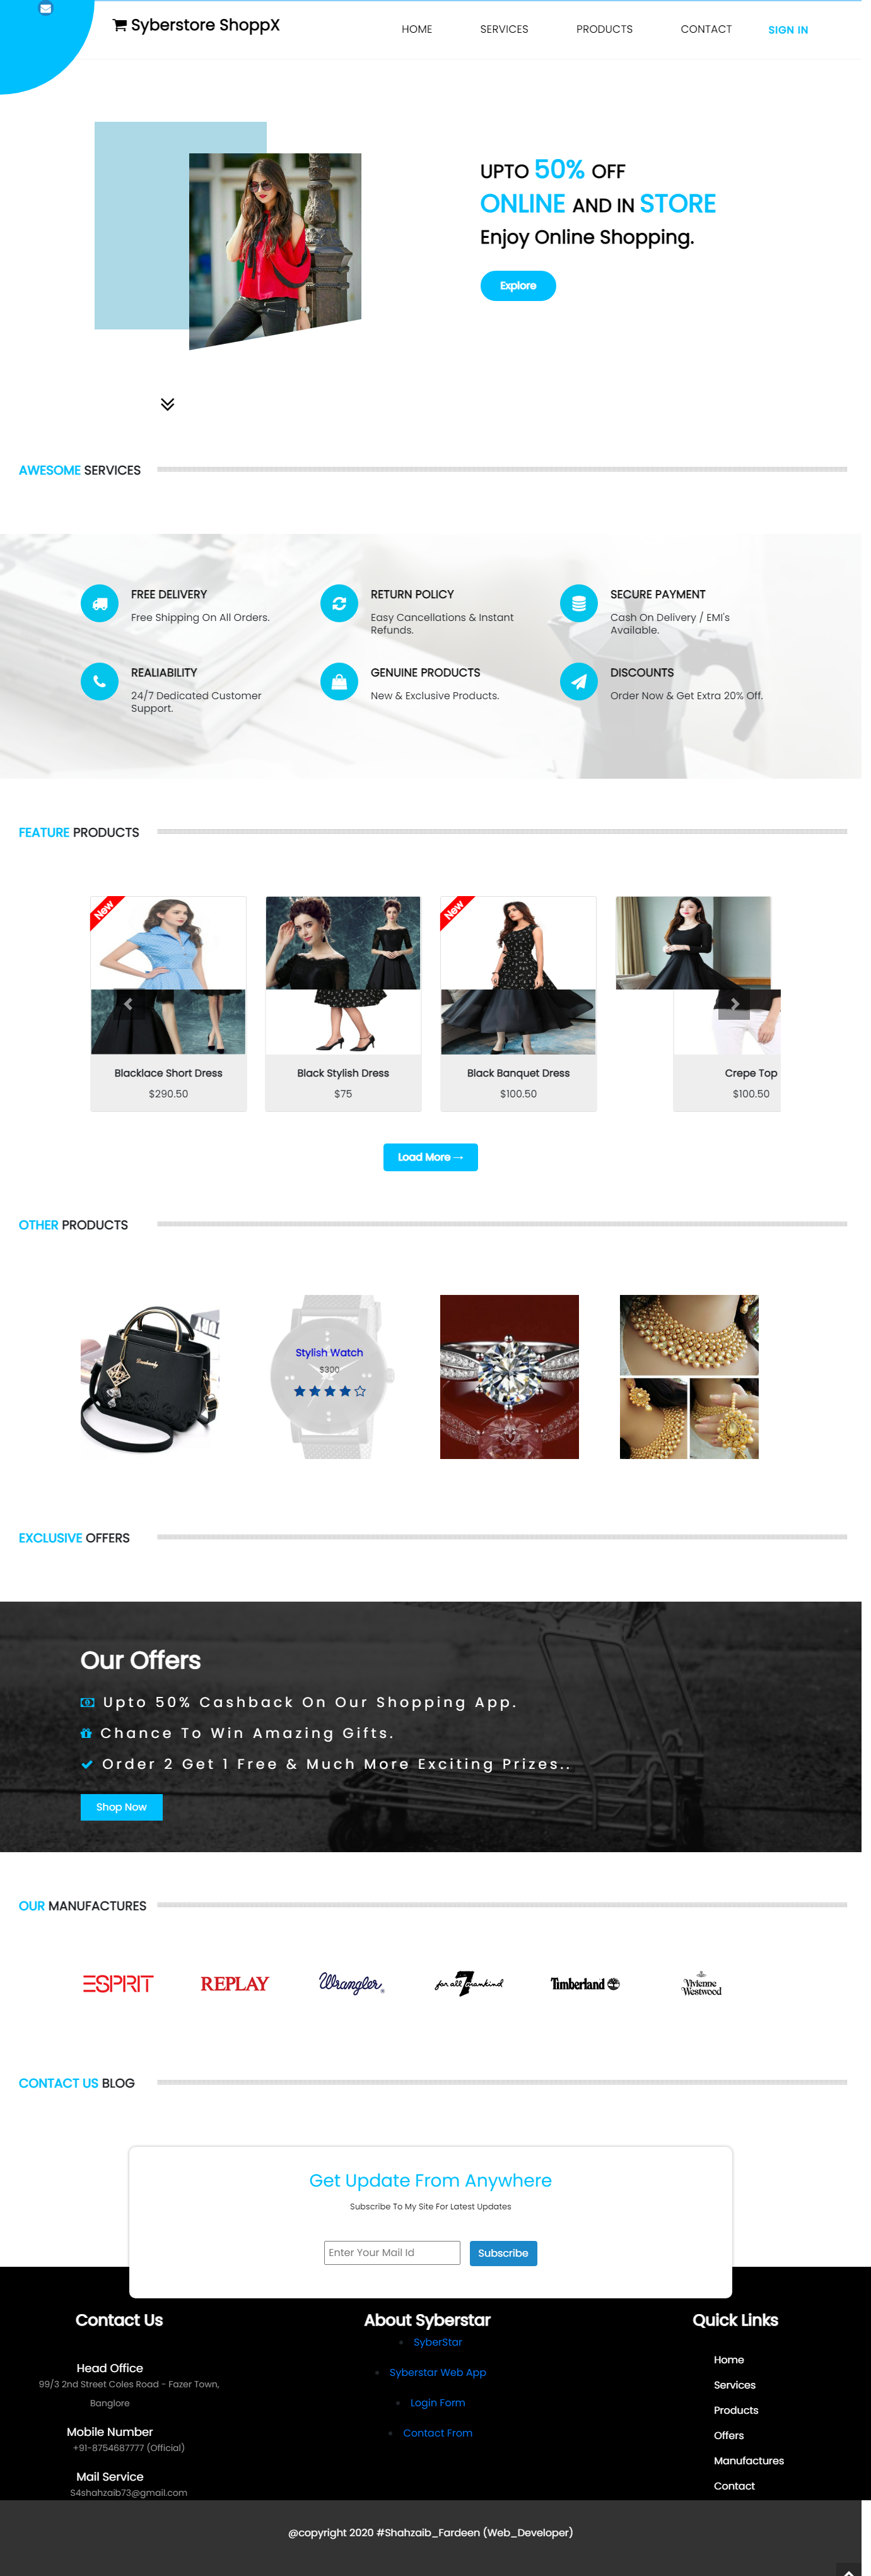 Syberstore ShoppX
HOME
SERVICES
PRODUCTS
CONTACT
SIGN IN
UPTO 50% OFF
ONLINE AND IN STORE
Enjoy Online Shopping.
Explore
AWESOME SERVICES
FREE DELIVERY
Free Shipping On All Orders.
RETURN POLICY
Easy Cancellations & Instant
Refunds.
SECURE PAYMENT
Cash On Delivery / EMI's
Available.
REALIABILITY
24/7 Dedicated Customer
Support.
GENUINE PRODUCTS
New & Exclusive Products.
DISCOUNTS
Order Now & Get Extra 20% Off.
FEATURE PRODUCTS
New
New
Blacklace Short Dress
$290.50
Black Stylish Dress
$75
Black Banquet Dress
$100.50
Crepe Top
$100.50
Load More →
OTHER PRODUCTS
Stylish Watch
$300
EXCLUSIVE OFFERS
Our Offers
Upto 50% Cashback On Our Shopping App.
Chance To Win Amazing Gifts.
Order 2 Get 1 Free & Much More Exciting Prizes..
Shop Now
OUR MANUFACTURES
ESPRIT
REPLAY
Wrangler
for all 7 mankind
Timberland
Vivienne
Westwood
CONTACT US BLOG
Get Update From Anywhere
Subscribe To My Site For Latest Updates
Enter Your Mail Id
Subscribe
Contact Us
Head Office
99/3 2nd Street Coles Road - Fazer Town,
Banglore
Mobile Number
+91-8754687777 (Official)
Mail Service
S4shahzaib73@gmail.com
About Syberstar
SyberStar
Syberstar Web App
Login Form
Contact From
Quick Links
Home
Services
Products
Offers
Manufactures
Contact
@copyright 2020 #Shahzaib_Fardeen (Web_Developer)